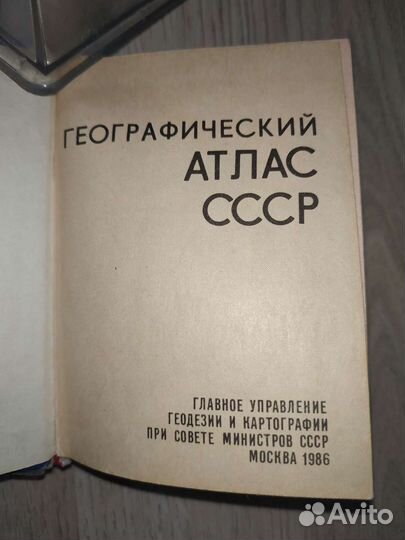 ГЕОГРАФИЧЕСКИЙ
АТЛАС
СССР
ГЛАВНОЕ УПРАВЛЕНИЕ
ГЕОДЕЗИИ И КАРТОГРАФИИ
ПРИ СОВЕТЕ МИНИСТРОВ СССР
МОСКВА 1986
Avito